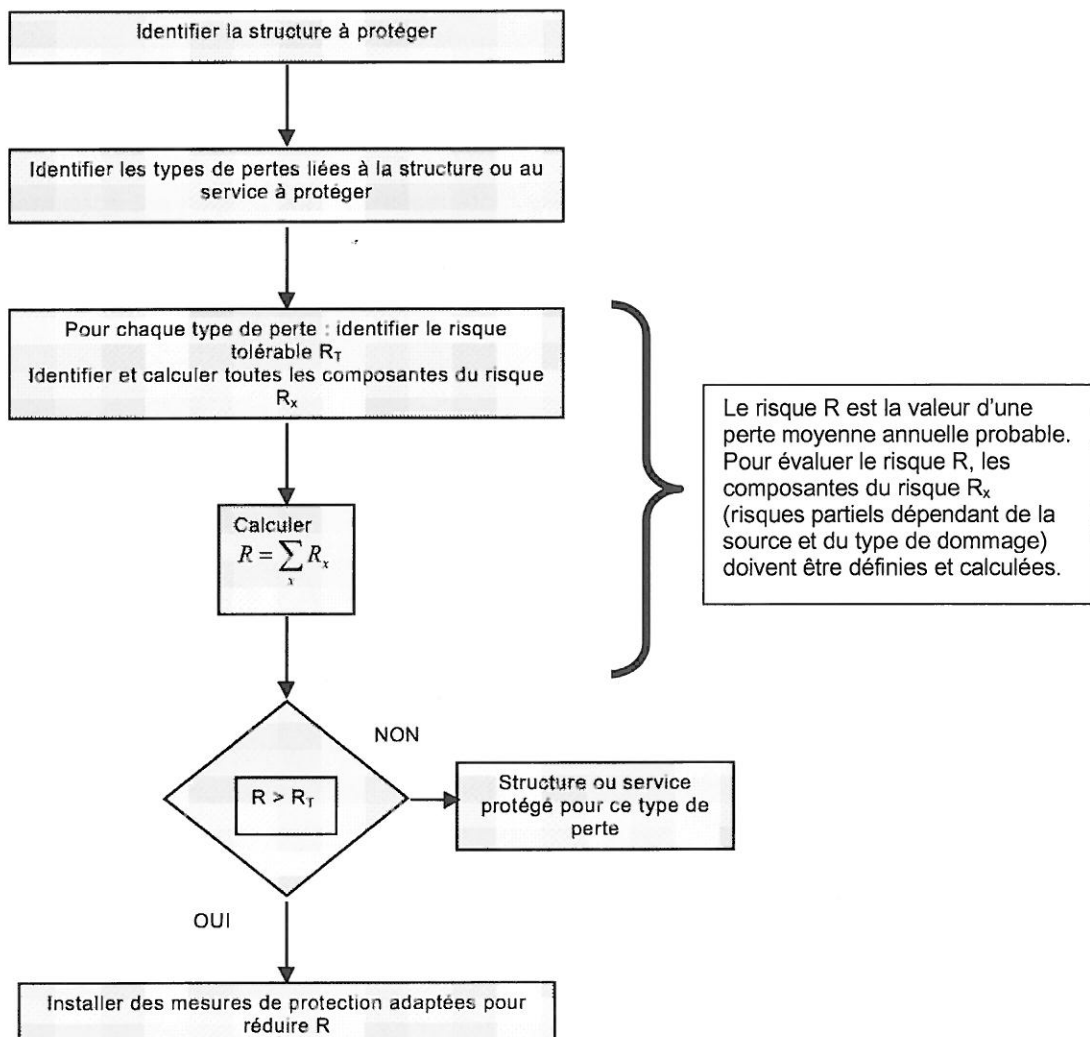 Identifier la structure à protéger
Identifier les types de pertes liées à la structure ou au
service à protéger
Pour chaque type de perte : identifier le risque
tolérable R_T
Identifier et calculer toutes les composantes du risque
R_x
Calculer
R = ∑_x R_x
Le risque R est la valeur d'une
perte moyenne annuelle probable.
Pour évaluer le risque R, les
composantes du risque R_x
(risques partiels dépendant de la
source et du type de dommage)
doivent être définies et calculées.
R > R_T
NON
Structure ou service
protégé pour ce type de
perte
OUI
Installer des mesures de protection adaptées pour
réduire R